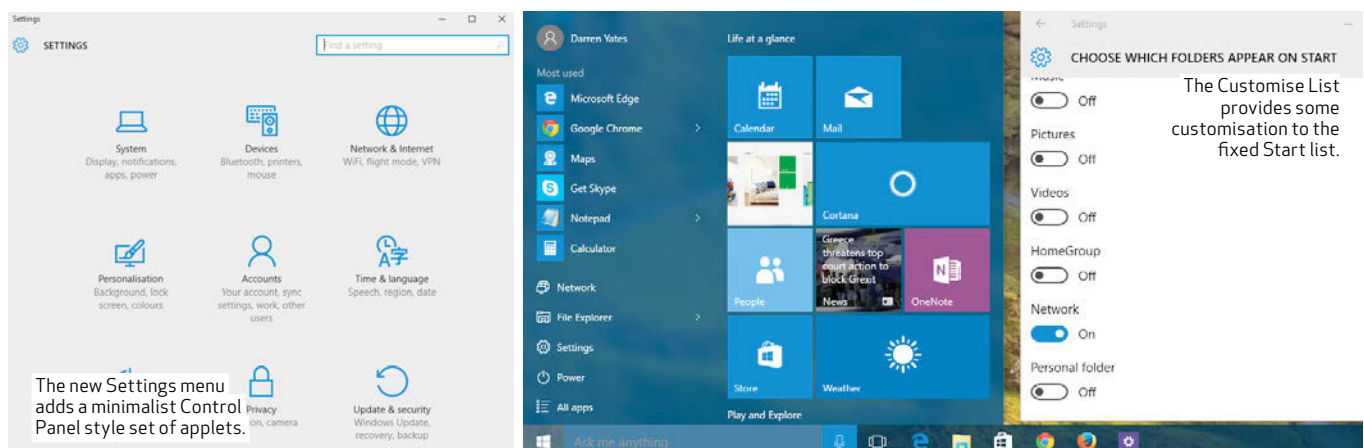 Settings
SETTINGS
Find a setting
System
Display, notifications,
apps, power
Devices
Bluetooth, printers,
mouse
Network & Internet
WiFi, flight mode, VPN
Personalisation
Background, lock
screen, colours
Accounts
Your account, sync
settings, work, other
users
Time & language
Speech, region, date
Privacy
camera
Update & security
Windows Update,
recovery, backup
The new Settings menu
adds a minimalist Control
Panel style set of applets.
Darren Yates
Most used
Microsoft Edge
Google Chrome
Maps
Get Skype
Notepad
Calculator
Network
File Explorer
Settings
Power
All apps
Life at a glance
Calendar
Mail
Cortana
People
Greece
threatens top
court action to
block Grexit
News
OneNote
Store
Weather
Play and Explore
Ask me anything
Settings
CHOOSE WHICH FOLDERS APPEAR ON START
Music
Off
Pictures
Off
Videos
Off
HomeGroup
Off
Network
On
Personal folder
Off
The Customise List
provides some
customisation to the
fixed Start list.